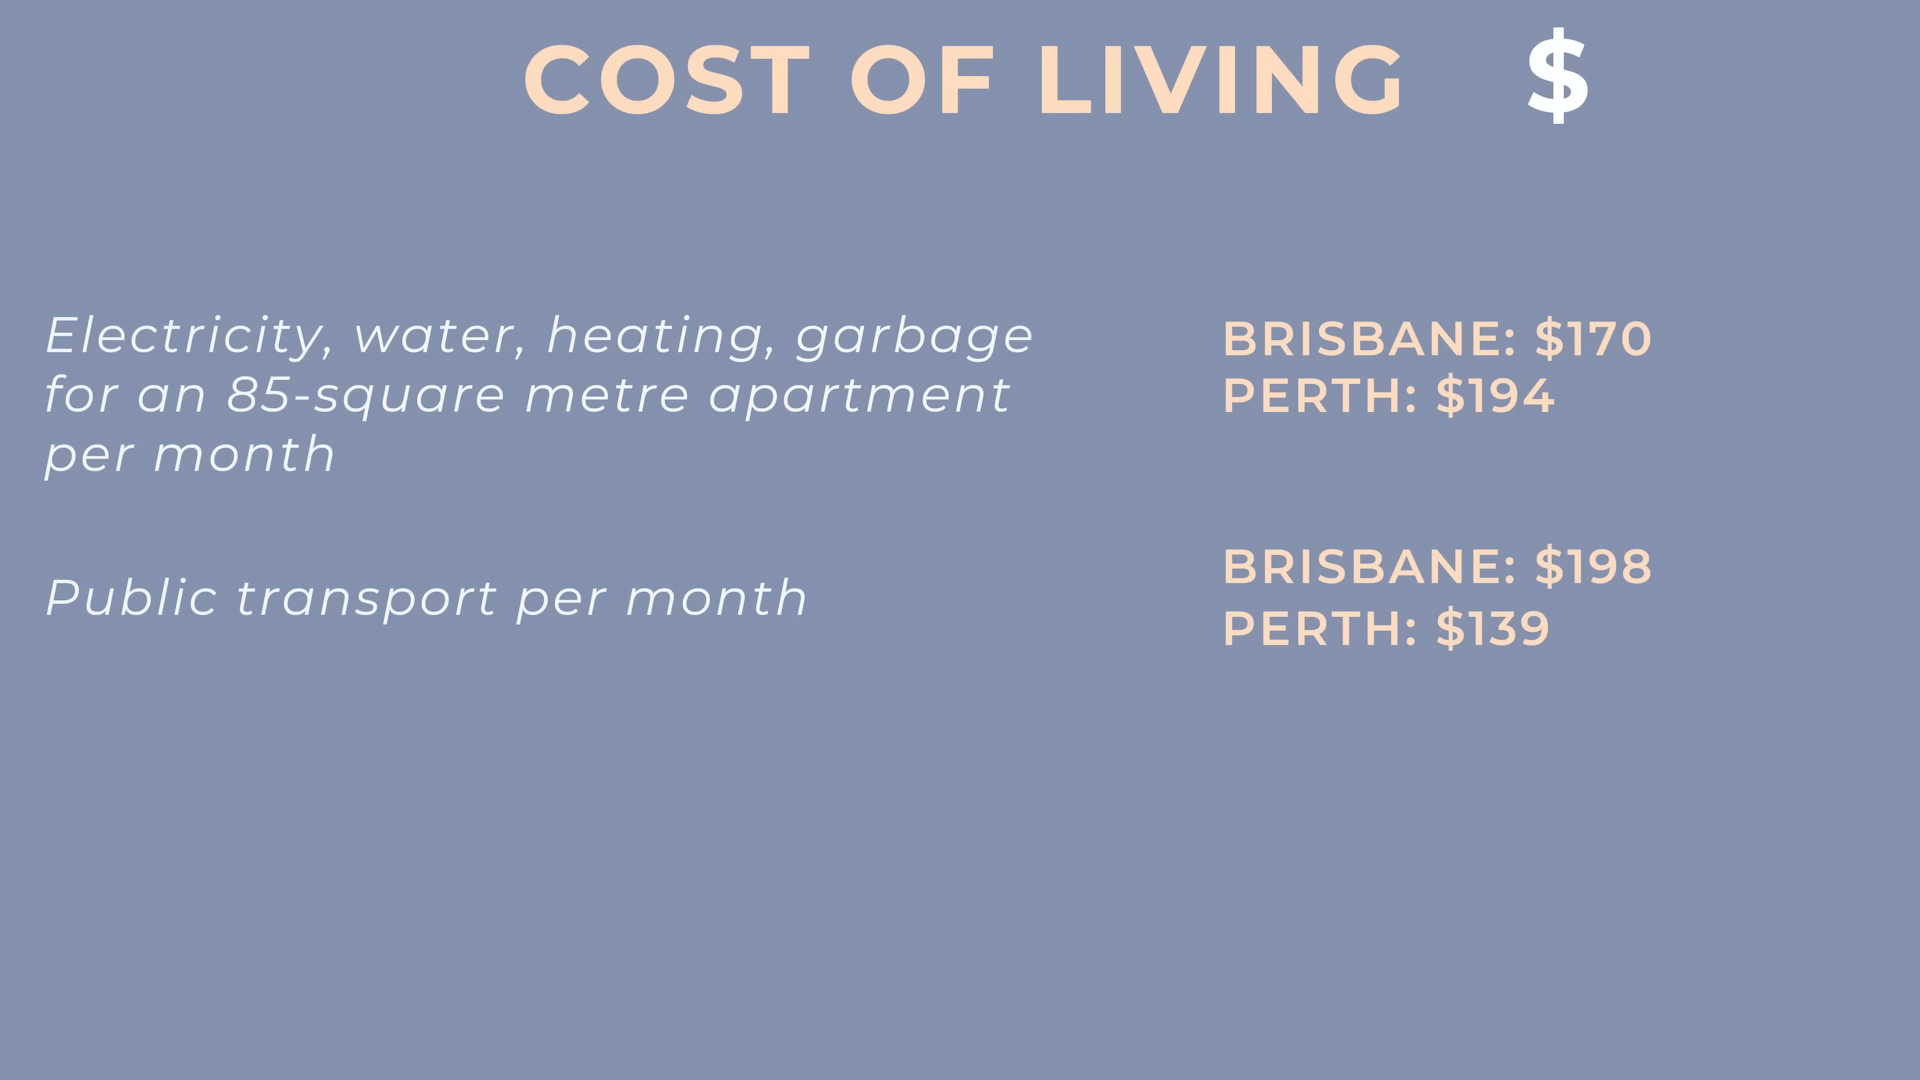 COST OF LIVING $
Electricity, water, heating, garbage
for an 85-square metre apartment
per month
BRISBANE: $170
PERTH: $194
Public transport per month
BRISBANE: $198
PERTH: $139